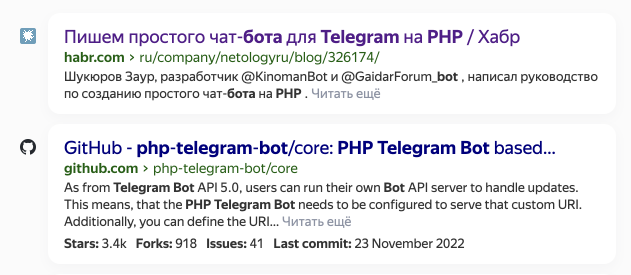 Пишем простого чат-бота для Telegram на PHP / Хабр
habr.com › ru/company/netologyru/blog/326174/
Шукюров Заур, разработчик @KinomanBot и @GaidarForum_bot , написал руководство
по созданию простого чат-бота на PHP . Читать ещё
GitHub - php-telegram-bot/core: PHP Telegram Bot based...
github.com › php-telegram-bot/core
As from Telegram Bot API 5.0, users can run their own Bot API server to handle updates.
This means, that the PHP Telegram Bot needs to be configured to serve that custom URI.
Additionally, you can define the URI... Читать ещё
Stars: 3.4k Forks: 918 Issues: 41 Last commit: 23 November 2022